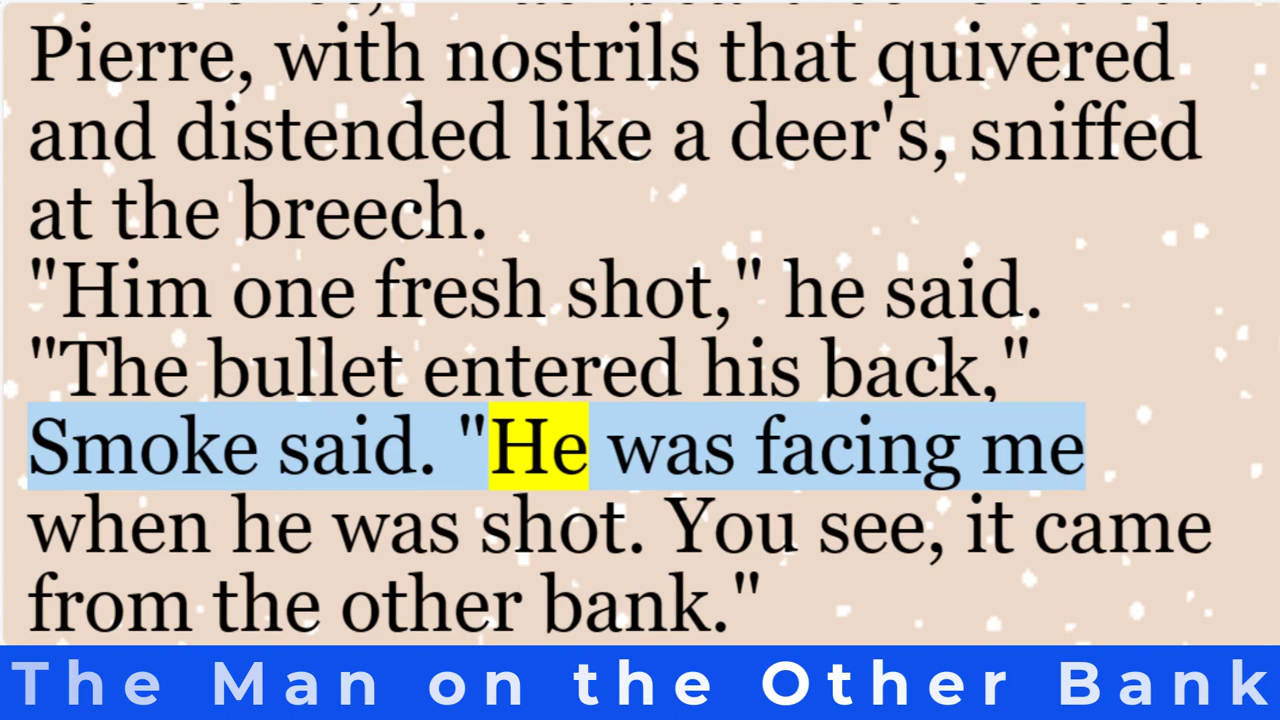 Pierre, with nostrils that quivered
and distended like a deer's, sniffed
at the breech.
"Him one fresh shot," he said.
"The bullet entered his back,"
Smoke said. "He was facing me
when he was shot. You see, it came
from the other bank."
The Man on the Other Bank